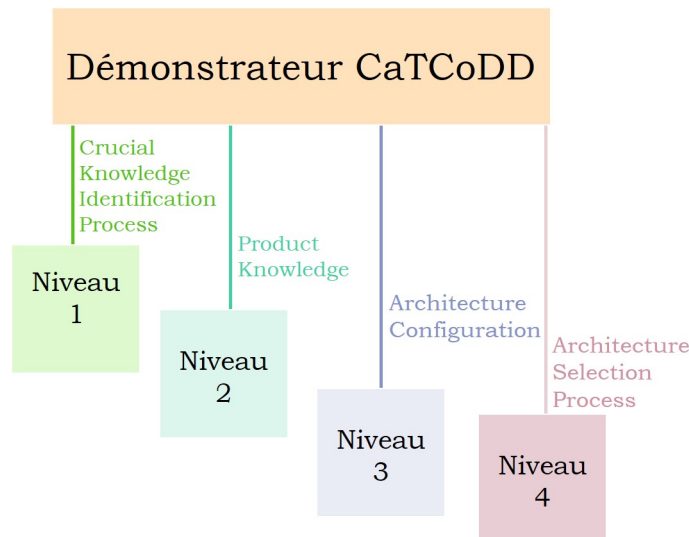 Démonstrateur CaTCoDD
Crucial
Knowledge
Identification
Process
Niveau
1
Product
Knowledge
Niveau
2
Architecture
Configuration
Niveau
3
Architecture
Selection
Process
Niveau
4